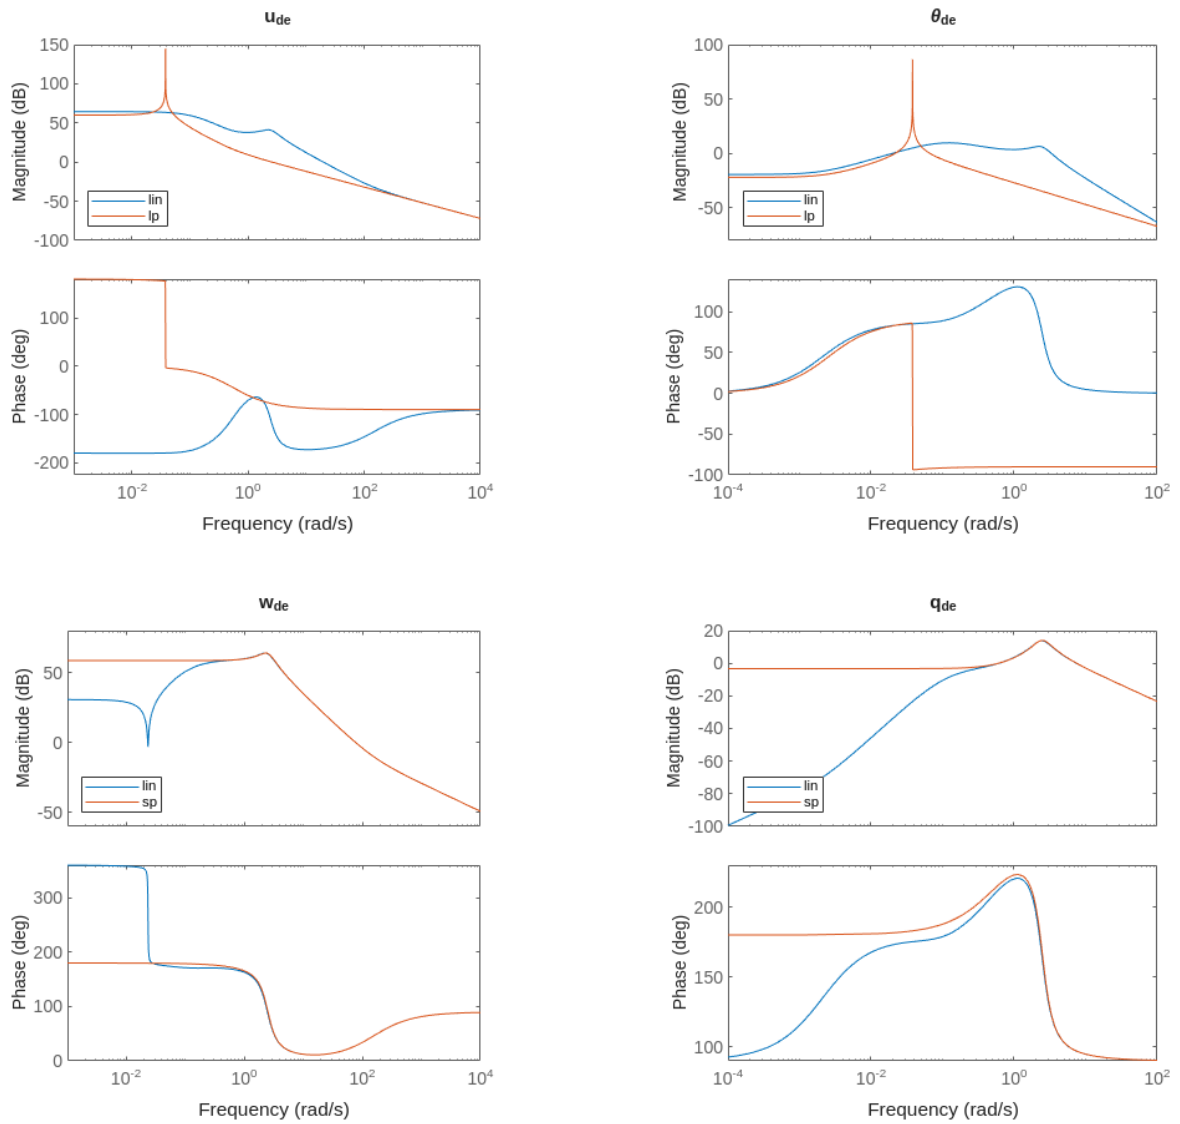 u_de
150
100
50
0
-50
-100
Magnitude (dB)
lin
lp
100
0
-100
-200
Phase (deg)
10^-2
10^0
10^2
10^4
Frequency (rad/s)
θ_de
100
50
0
-50
Magnitude (dB)
lin
lp
100
50
0
-50
-100
Phase (deg)
10^-4
10^-2
10^0
10^2
Frequency (rad/s)
w_de
50
0
-50
Magnitude (dB)
lin
sp
300
200
100
0
Phase (deg)
10^-2
10^0
10^2
10^4
Frequency (rad/s)
q_de
20
0
-20
-40
-60
-80
-100
Magnitude (dB)
lin
sp
200
150
100
Phase (deg)
10^-4
10^-2
10^0
10^2
Frequency (rad/s)